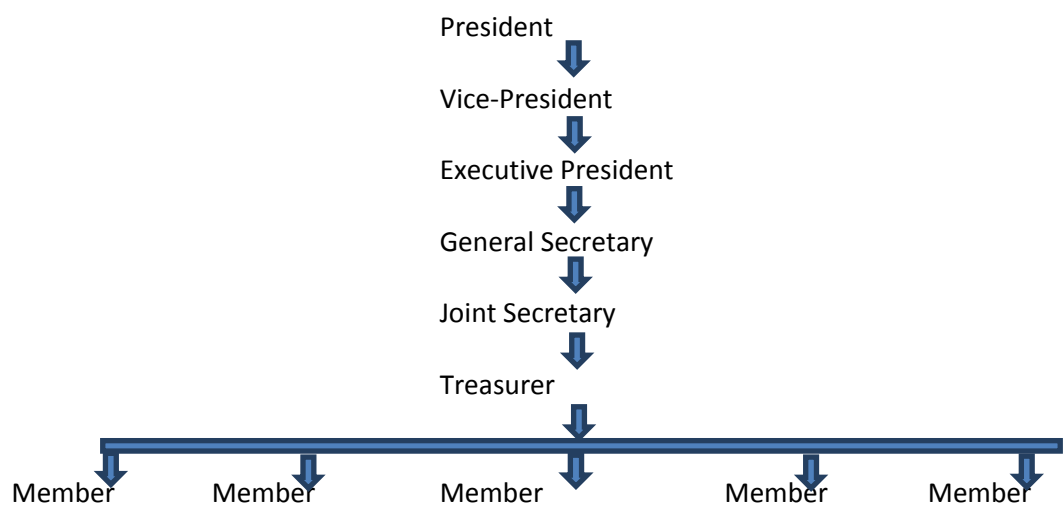 President
Vice-President
Executive President
General Secretary
Joint Secretary
Treasurer
Member Member Member Member Member